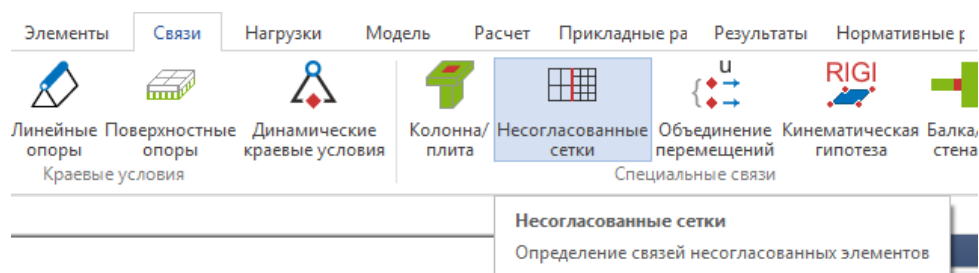 Элементы Связи Нагрузки Модель Расчет Прикладные ра Результаты Нормативные р
u
RIGI
Линейные опоры
Поверхностные опоры
Динамические краевые условия
Колонна/ плита
Несогласованные сетки
Объединение перемещений
Кинематическая гипотеза
Балка/ стена
Краевые условия
Специальные связи
Несогласованные сетки
Определение связей несогласованных элементов